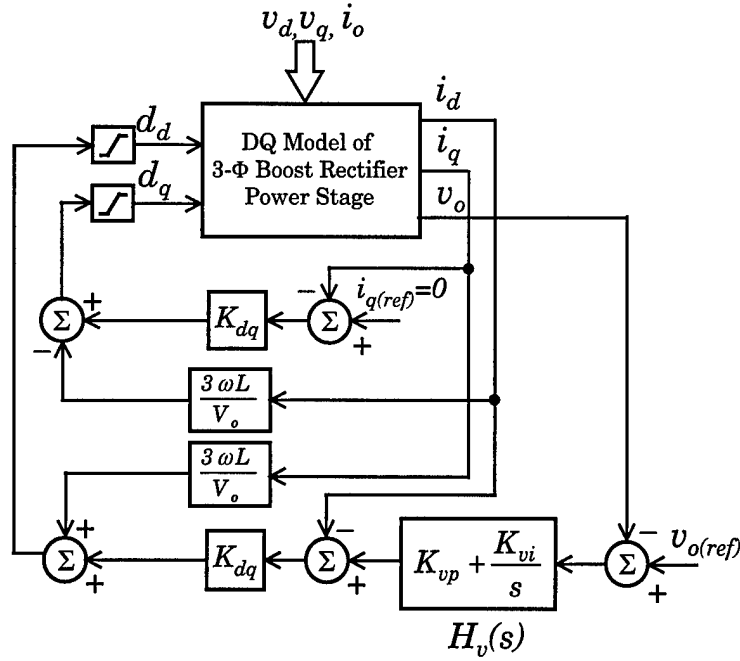 v_d, v_q, i_o
DQ Model of
3-Φ Boost Rectifier
Power Stage
d_d
d_q
i_d
i_q
v_o
−
i_q(ref)=0
+
Σ
K_dq
+
Σ
−
3 ωL
V_o
3 ωL
V_o
+
Σ
+
K_dq
−
Σ
+
K_vp + K_vi
s
−
Σ
+
v_o(ref)
H_v(s)